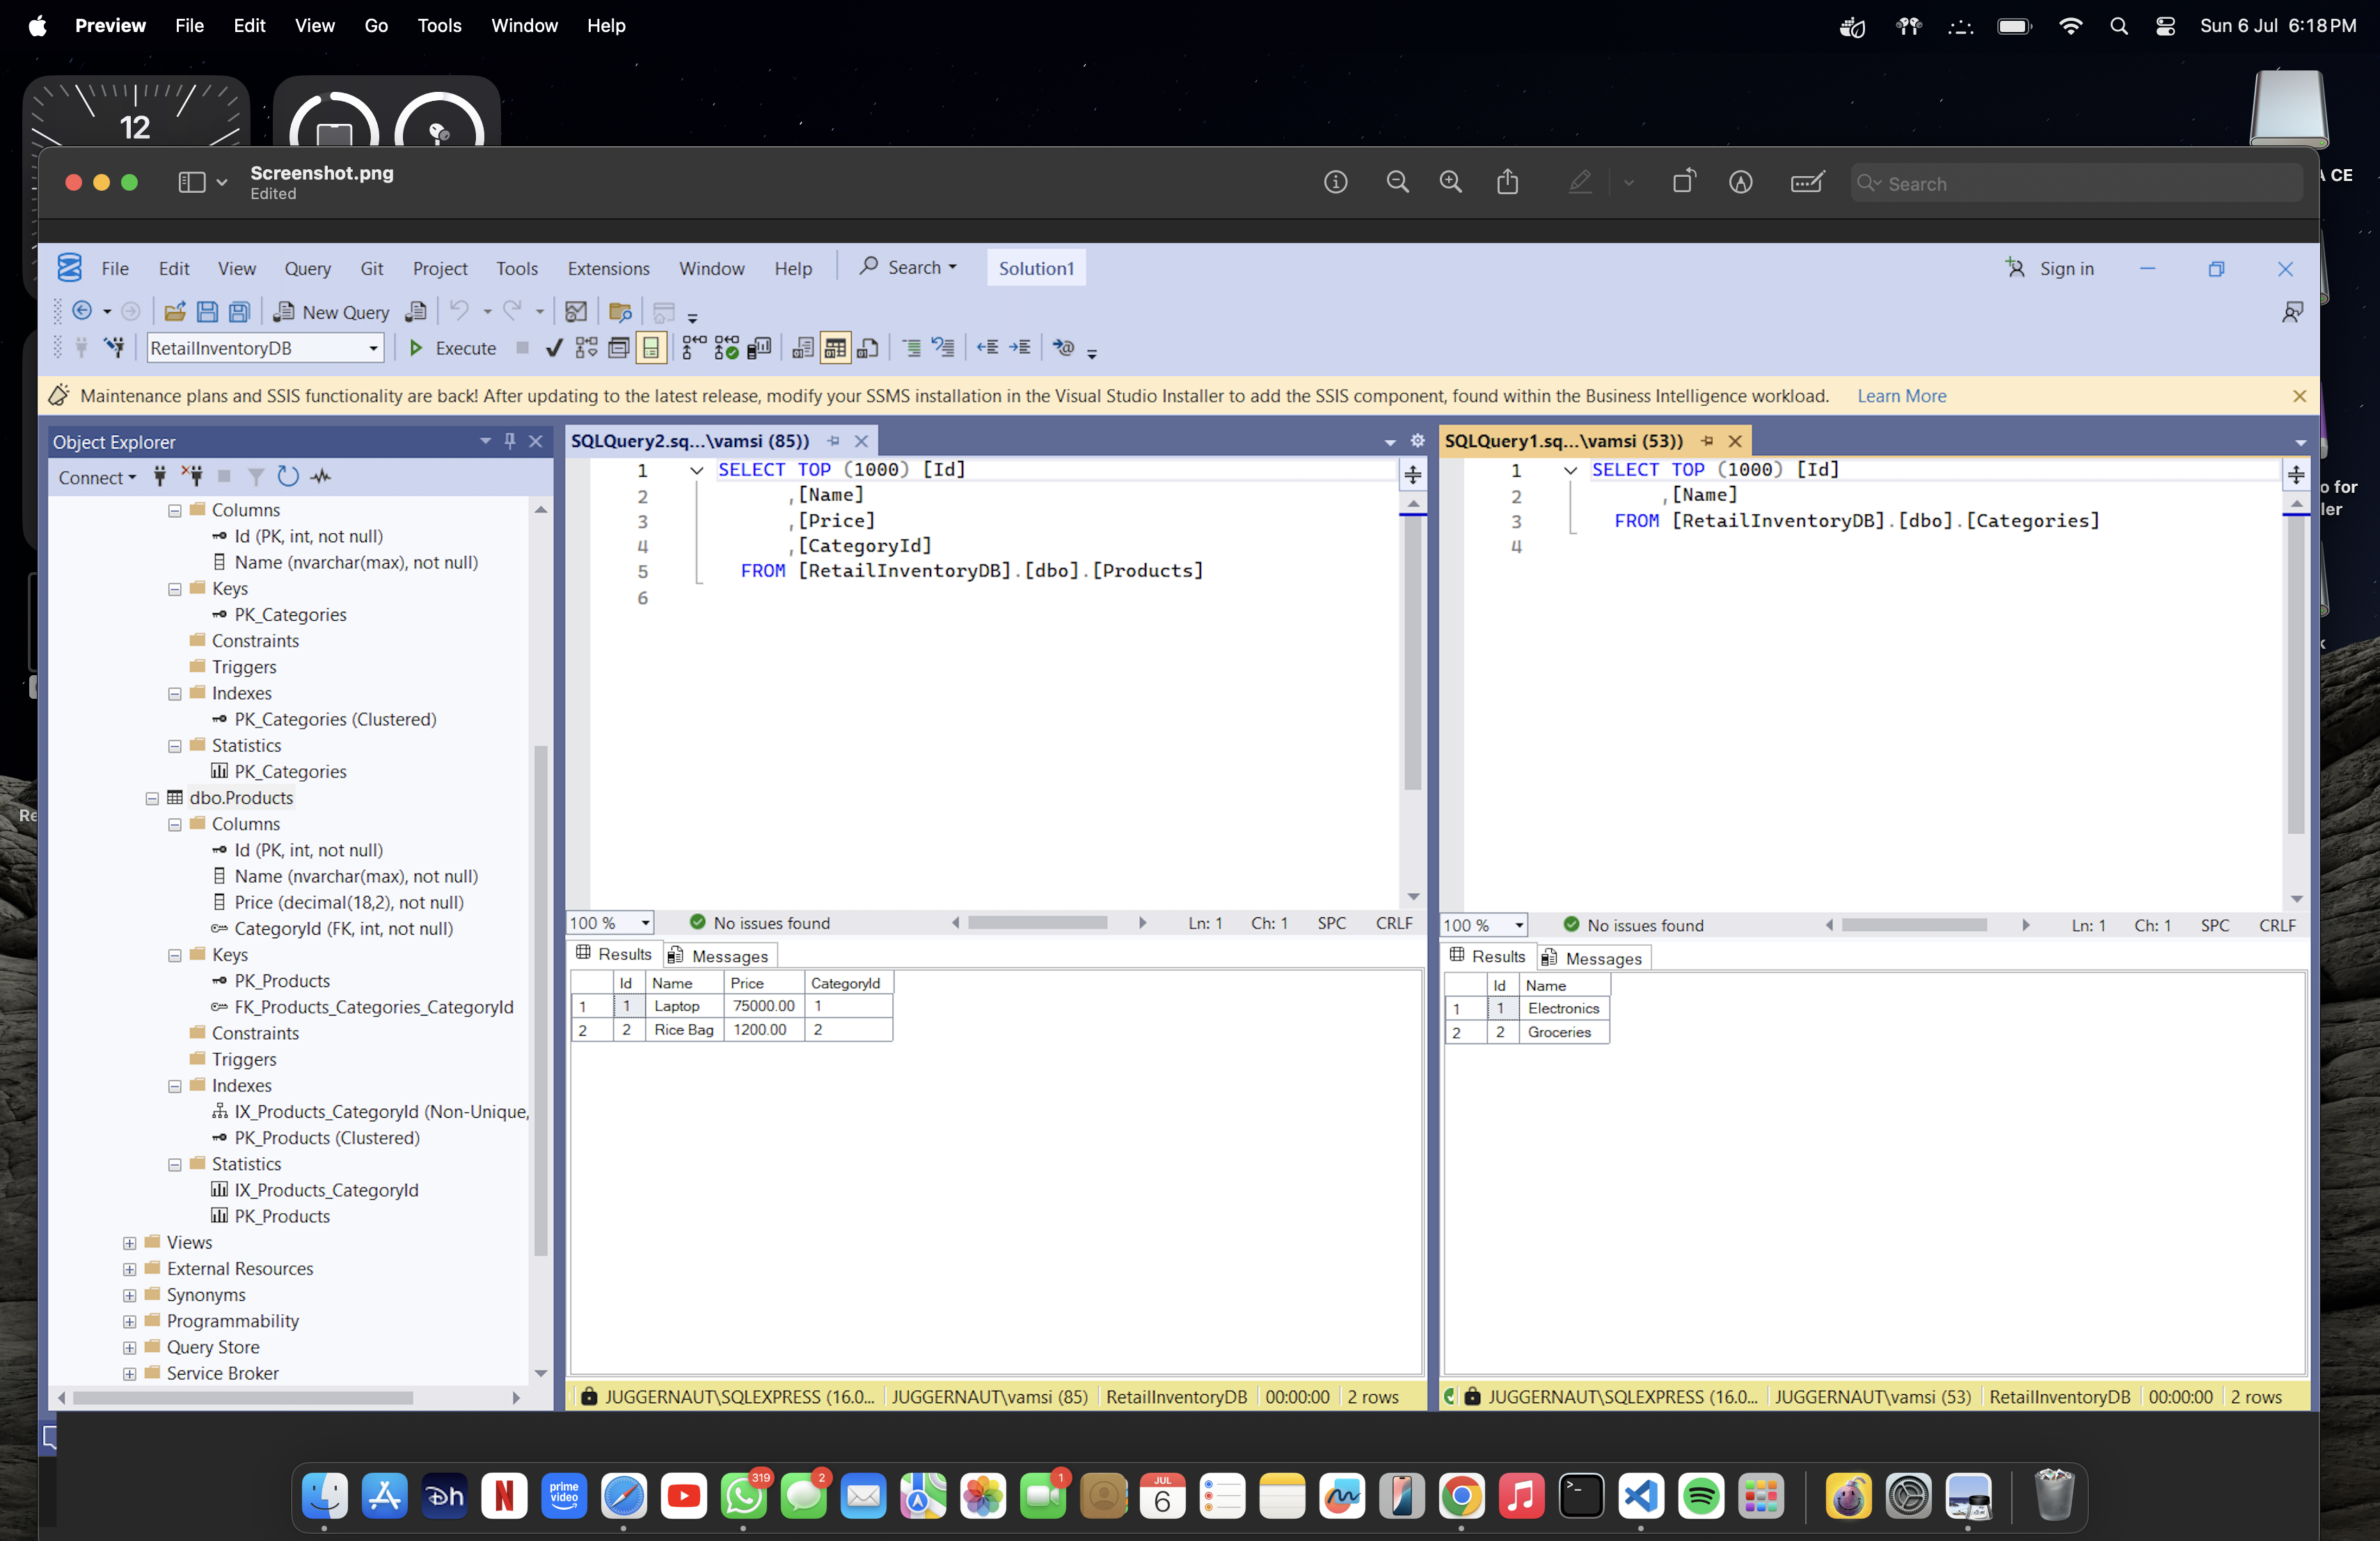 Preview File Edit View Go Tools Window Help
Sun 6 Jul 6:18 PM
12
CE
Screenshot.png
Edited
Search
File Edit View Query Git Project Tools Extensions Window Help Search Solution1
Sign in
New Query
RetailInventoryDB Execute
Maintenance plans and SSIS functionality are back! After updating to the latest release, modify your SSMS installation in the Visual Studio Installer to add the SSIS component, found within the Business Intelligence workload. Learn More
Object Explorer
Connect
Columns
Id (PK, int, not null)
Name (nvarchar(max), not null)
Keys
PK_Categories
Constraints
Triggers
Indexes
PK_Categories (Clustered)
Statistics
PK_Categories
dbo.Products
Columns
Id (PK, int, not null)
Name (nvarchar(max), not null)
Price (decimal(18,2), not null)
CategoryId (FK, int, not null)
Keys
PK_Products
FK_Products_Categories_CategoryId
Constraints
Triggers
Indexes
IX_Products_CategoryId (Non-Unique,
PK_Products (Clustered)
Statistics
IX_Products_CategoryId
PK_Products
Views
External Resources
Synonyms
Programmability
Query Store
Service Broker
SQLQuery2.sq...\vamsi (85))
1 SELECT TOP (1000) [Id]
2 ,[Name]
3 ,[Price]
4 ,[CategoryId]
5 FROM [RetailInventoryDB].[dbo].[Products]
6
100 % No issues found Ln: 1 Ch: 1 SPC CRLF
Results Messages
Id Name Price CategoryId
1 1 Laptop 75000.00 1
2 2 Rice Bag 1200.00 2
JUGGERNAUT\SQLEXPRESS (16.0... JUGGERNAUT\vamsi (85) RetailInventoryDB 00:00:00 2 rows
SQLQuery1.sq...\vamsi (53))
1 SELECT TOP (1000) [Id]
2 ,[Name]
3 FROM [RetailInventoryDB].[dbo].[Categories]
4
100 % No issues found Ln: 1 Ch: 1 SPC CRLF
Results Messages
Id Name
1 1 Electronics
2 2 Groceries
JUGGERNAUT\SQLEXPRESS (16.0... JUGGERNAUT\vamsi (53) RetailInventoryDB 00:00:00 2 rows
o for
ler
Re
prime
video
319
2
1
JUL
6